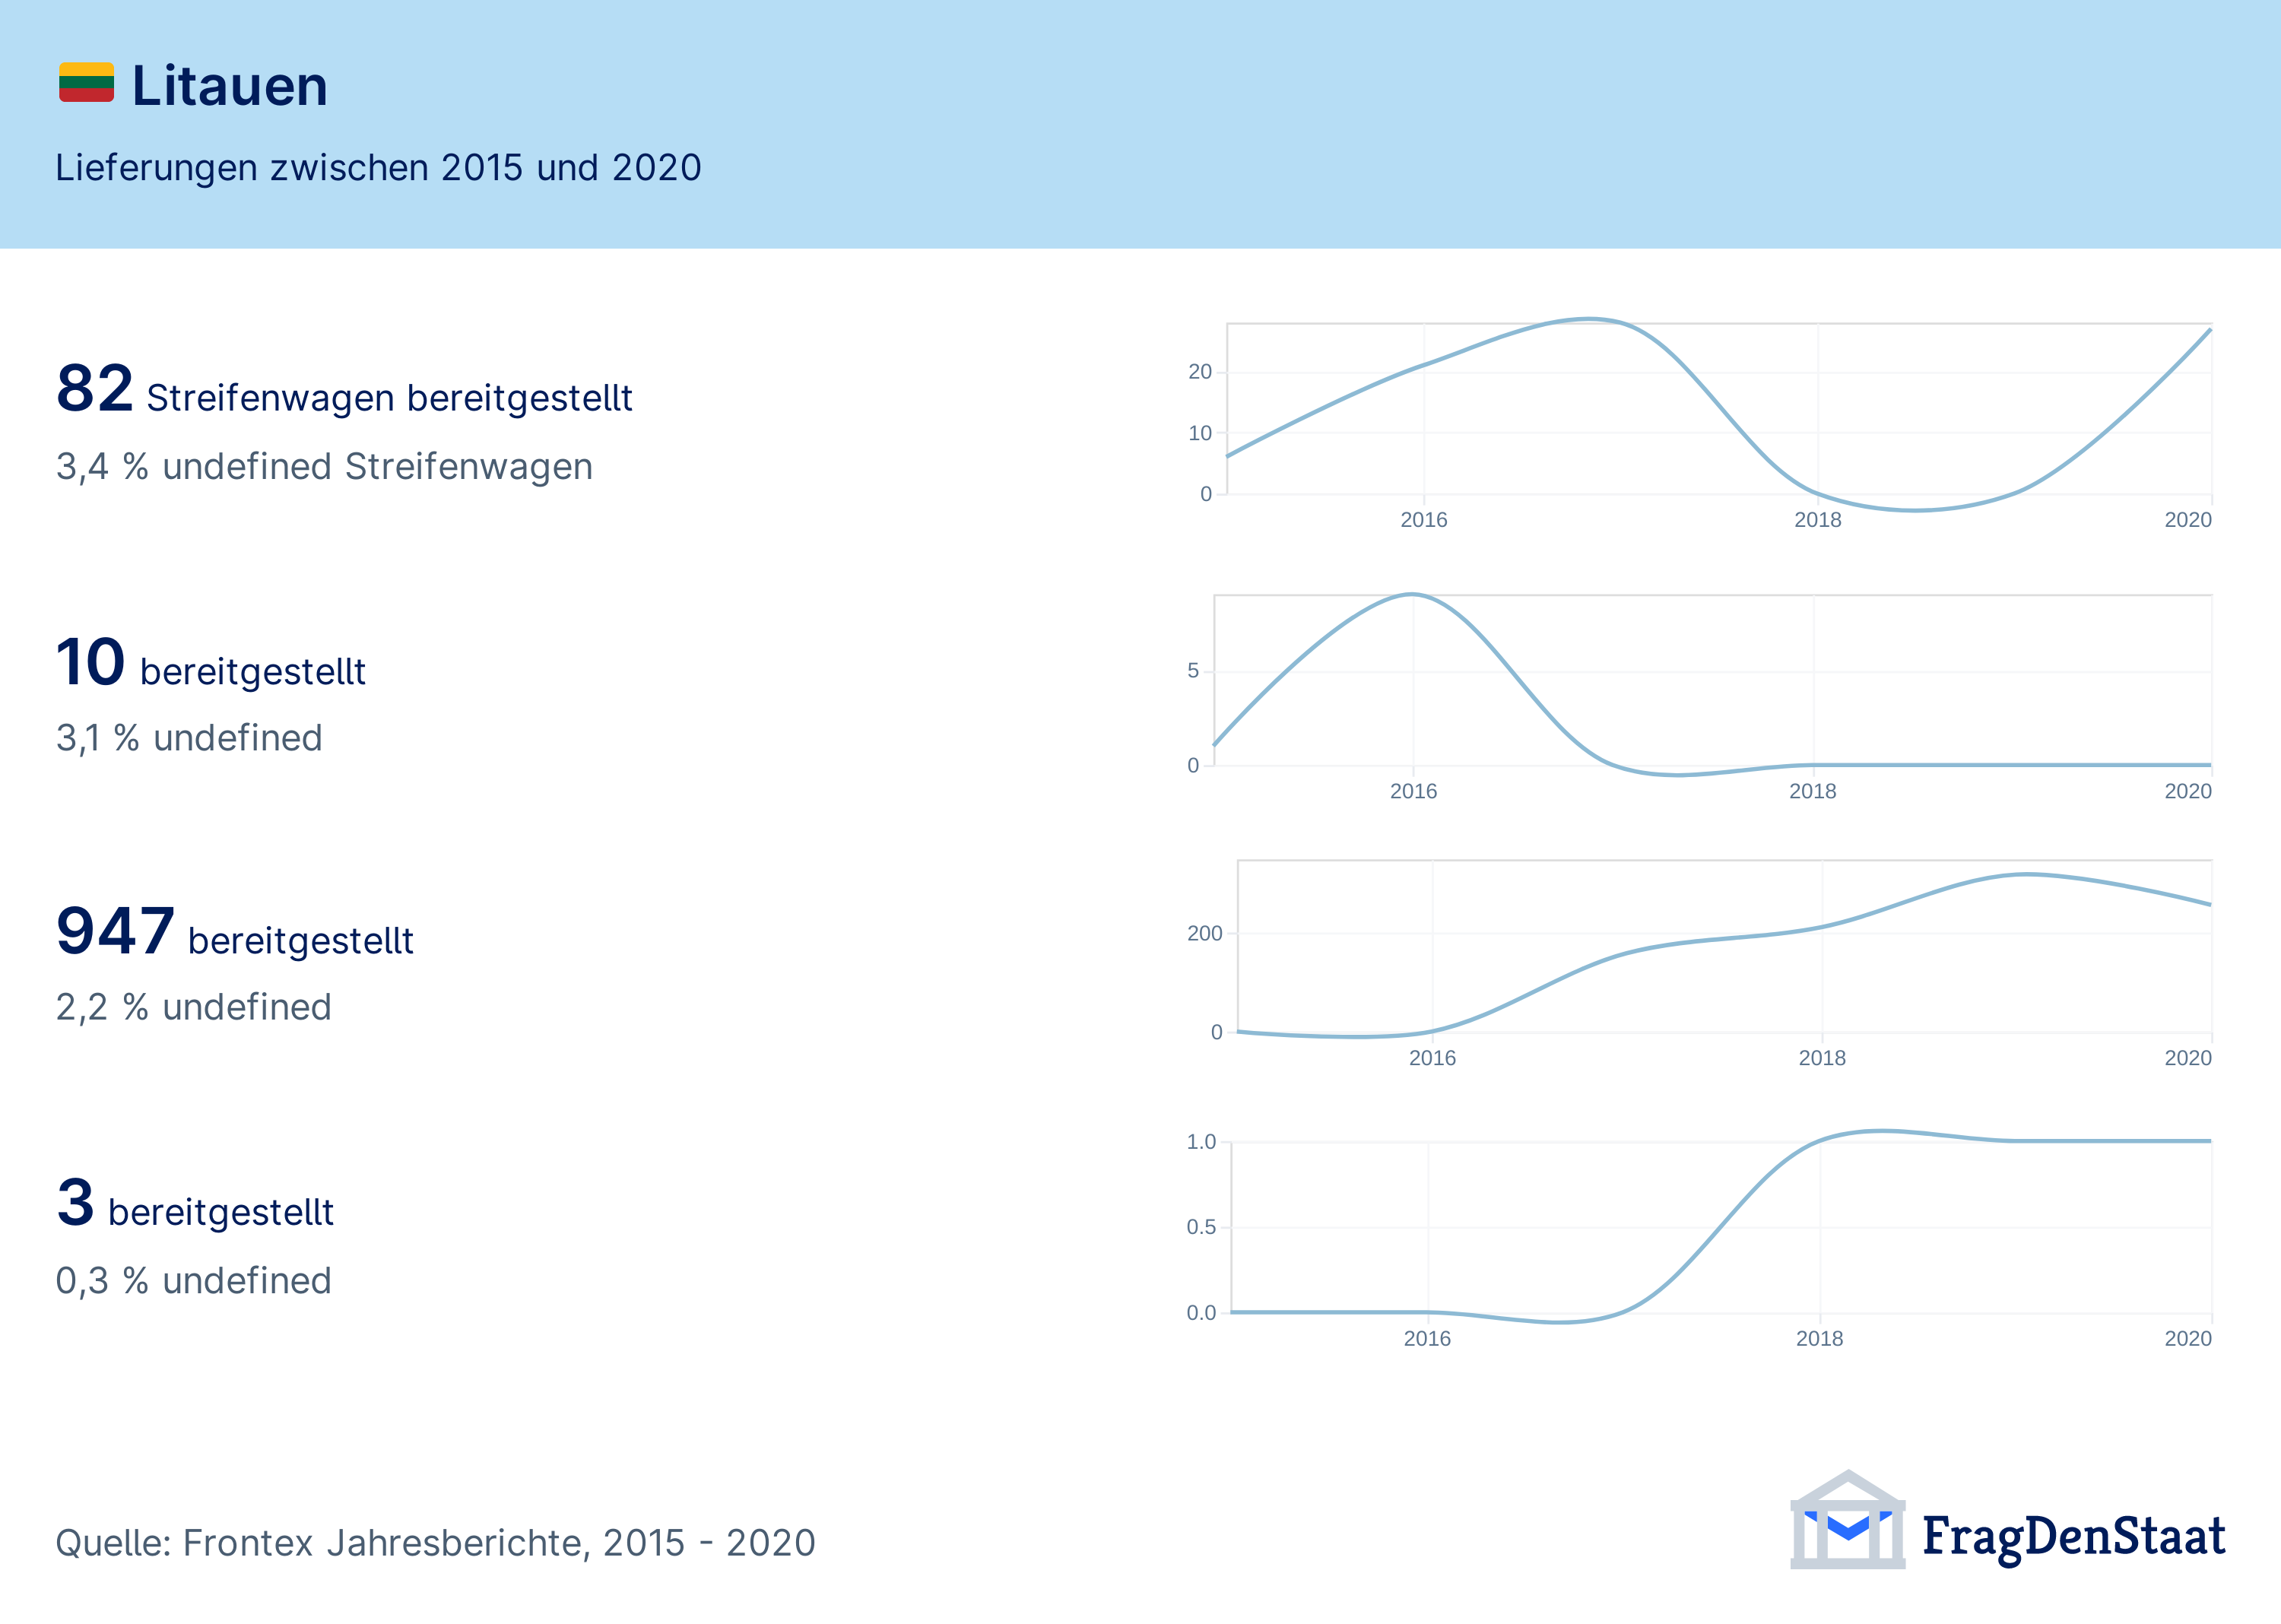 Litauen
Lieferungen zwischen 2015 und 2020
82 Streifenwagen bereitgestellt
3,4 % undefined Streifenwagen
20
10
0
2016 2018 2020
10 bereitgestellt
3,1 % undefined
5
0
2016 2018 2020
947 bereitgestellt
2,2 % undefined
200
0
2016 2018 2020
3 bereitgestellt
0,3 % undefined
1.0
0.5
0.0
2016 2018 2020
Quelle: Frontex Jahresberichte, 2015 - 2020
FragDenStaat